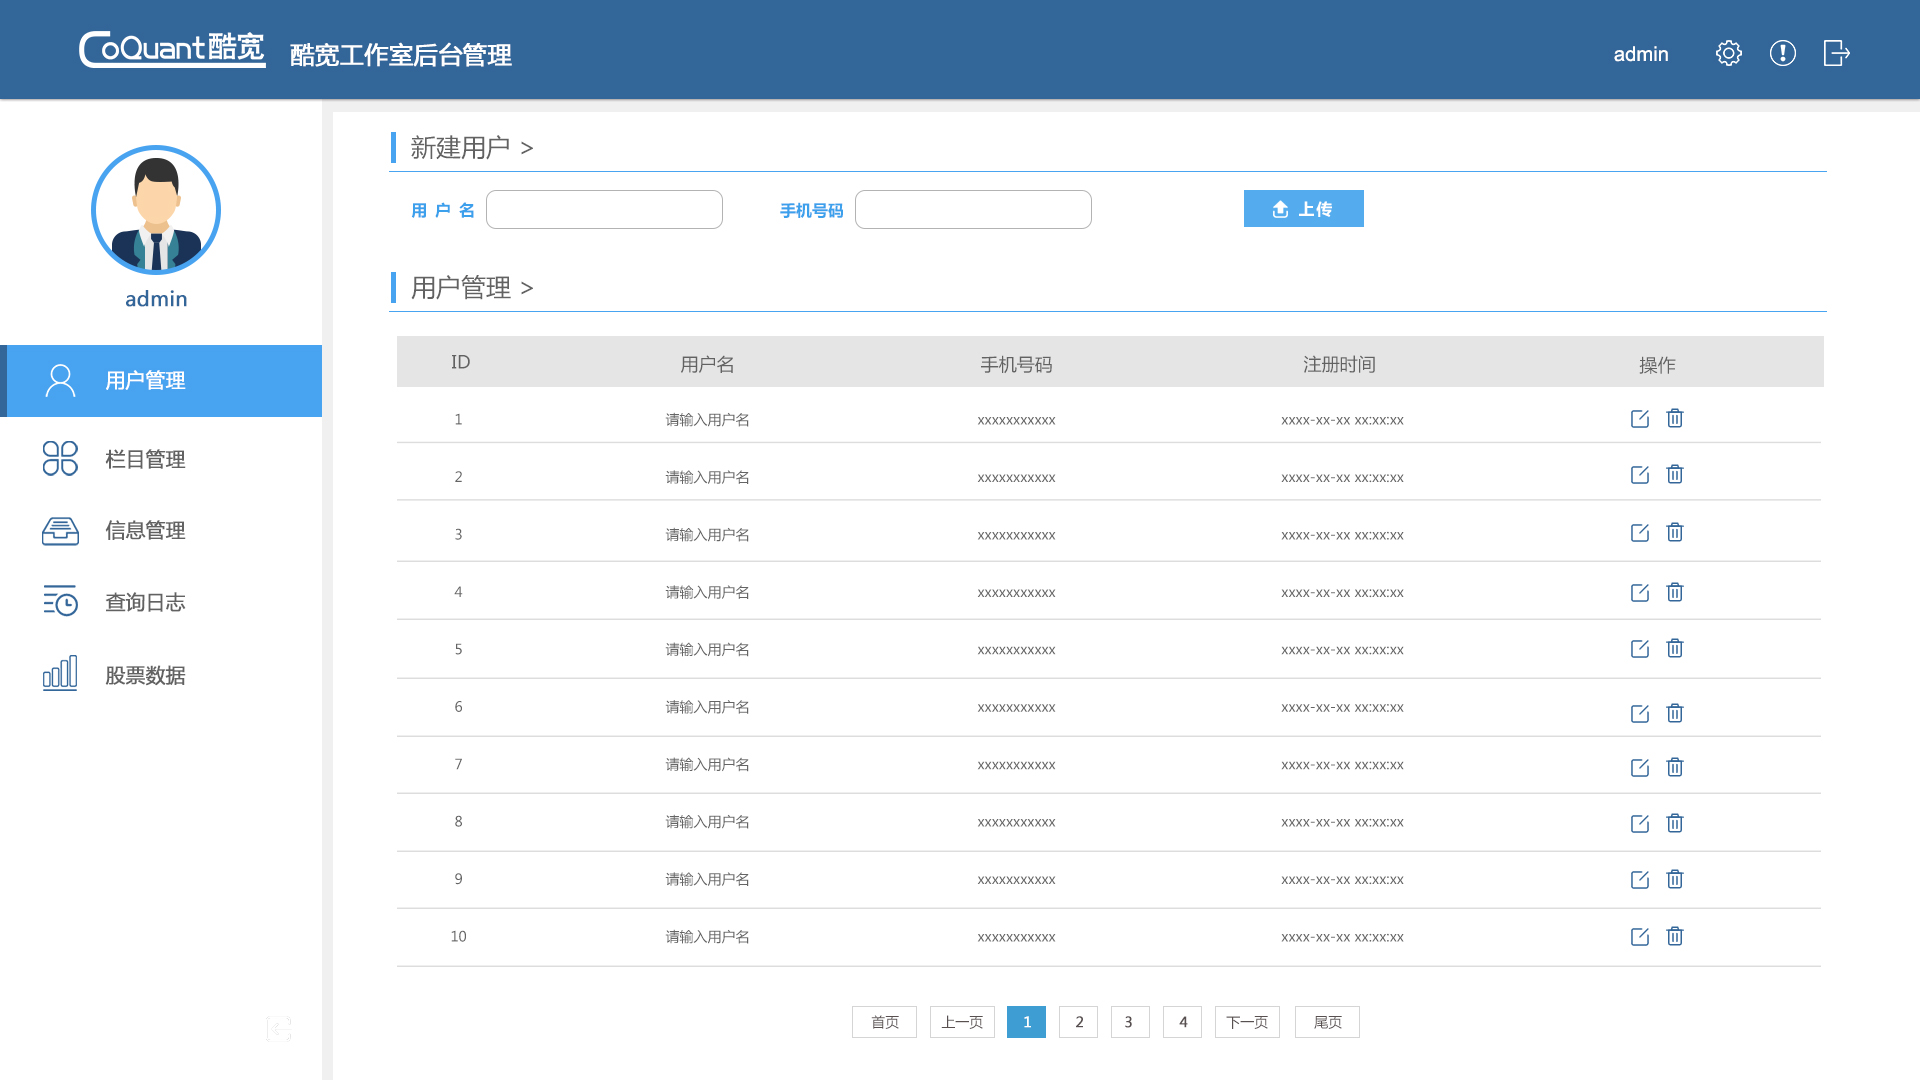 CoQuant酷宽 酷宽工作室后台管理 admin
admin
用户管理
栏目管理
信息管理
查询日志
股票数据
新建用户 >
用户名 手机号码 上传
用户管理 >
ID 用户名 手机号码 注册时间 操作
1 请输入用户名 xxxxxxxxxxx xxxx-xx-xx xx:xx:xx
2 请输入用户名 xxxxxxxxxxx xxxx-xx-xx xx:xx:xx
3 请输入用户名 xxxxxxxxxxx xxxx-xx-xx xx:xx:xx
4 请输入用户名 xxxxxxxxxxx xxxx-xx-xx xx:xx:xx
5 请输入用户名 xxxxxxxxxxx xxxx-xx-xx xx:xx:xx
6 请输入用户名 xxxxxxxxxxx xxxx-xx-xx xx:xx:xx
7 请输入用户名 xxxxxxxxxxx xxxx-xx-xx xx:xx:xx
8 请输入用户名 xxxxxxxxxxx xxxx-xx-xx xx:xx:xx
9 请输入用户名 xxxxxxxxxxx xxxx-xx-xx xx:xx:xx
10 请输入用户名 xxxxxxxxxxx xxxx-xx-xx xx:xx:xx
首页 上一页 1 2 3 4 下一页 尾页